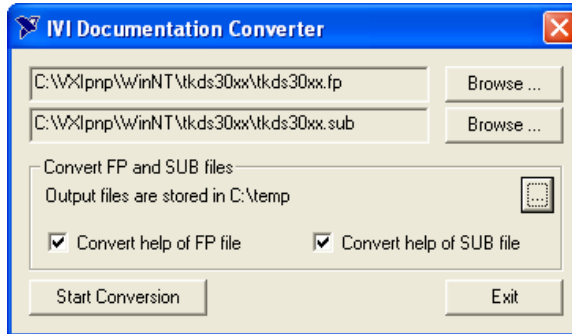 IVI Documentation Converter
C:\VXIpnp\WinNT\tkds30xx\tkds30xx.fp
Browse ...
C:\VXIpnp\WinNT\tkds30xx\tkds30xx.sub
Browse ...
Convert FP and SUB files
Output files are stored in C:\temp
...
Convert help of FP file
Convert help of SUB file
Start Conversion
Exit